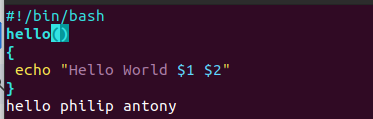 #!/bin/bash
hello()
{
 echo "Hello World $1 $2"
}
hello philip antony